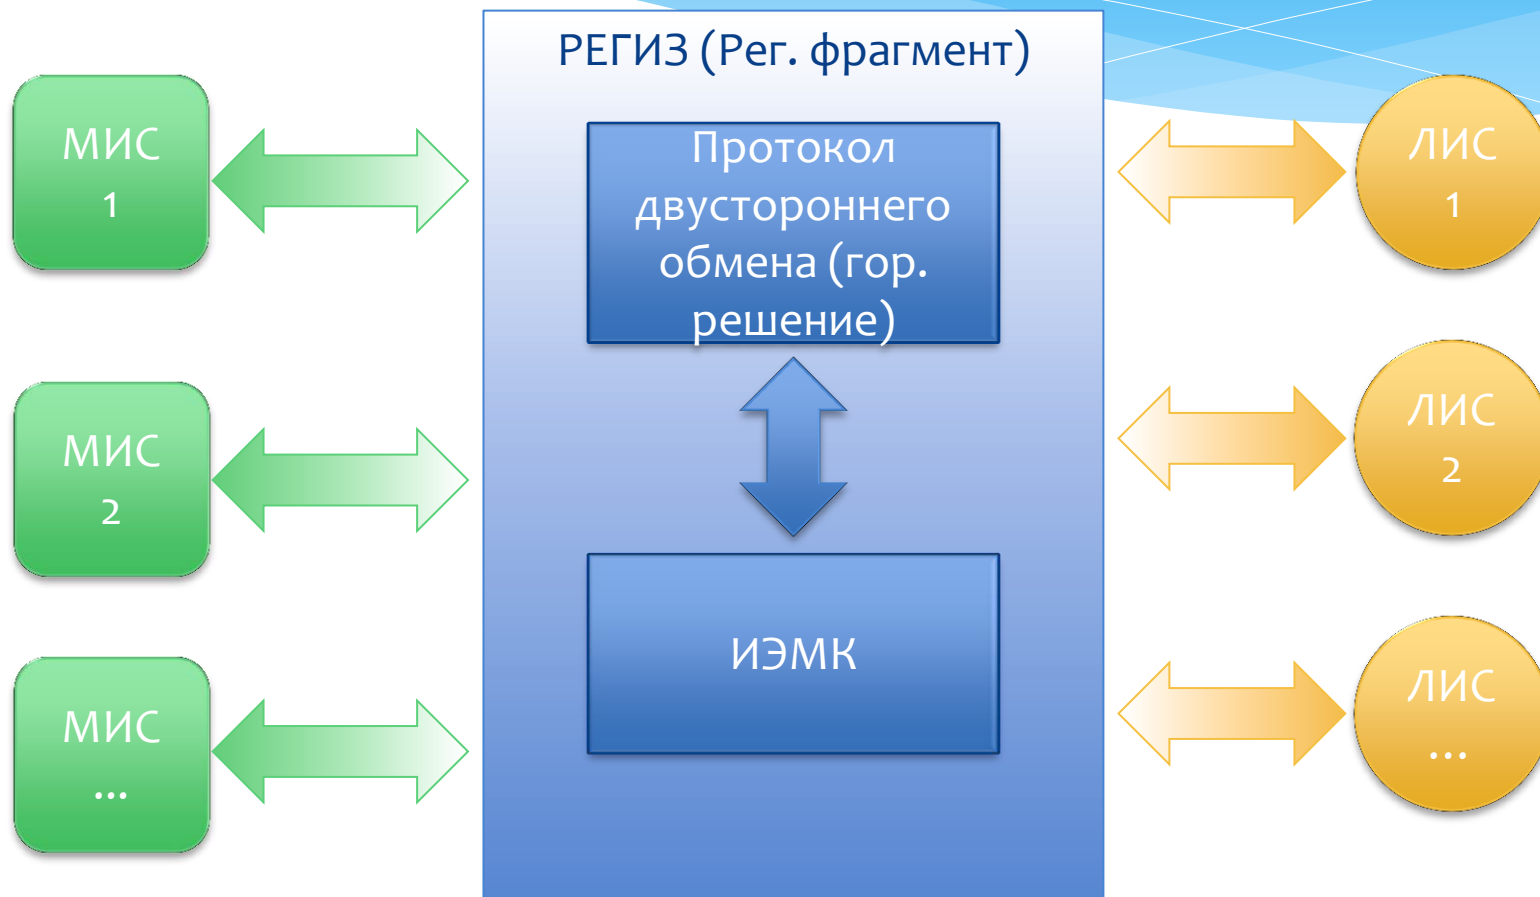 РЕГИЗ (Рег. фрагмент)
МИС
1
Протокол
двустороннего
обмена (гор.
решение)
ЛИС
1
МИС
2
ЛИС
2
ИЭМК
МИС
...
ЛИС
...